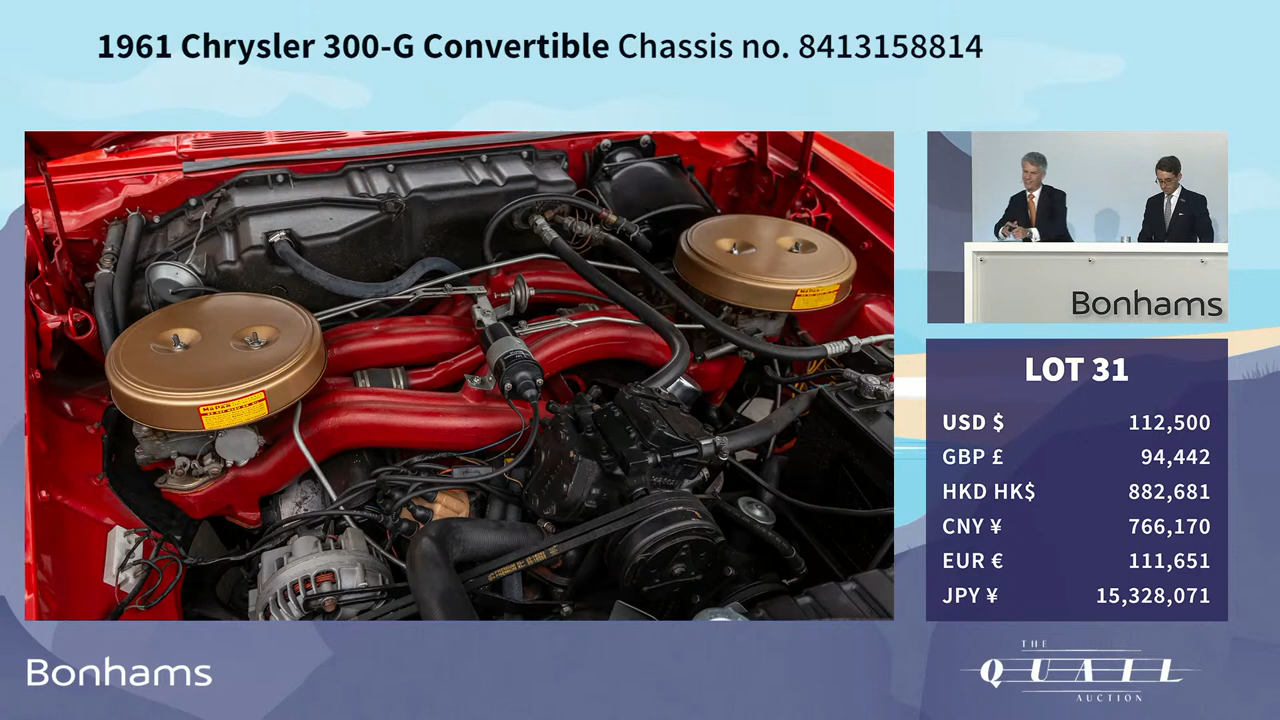 1961 Chrysler 300-G Convertible Chassis no. 8413158814
Bonhams
LOT 31
USD $ 112,500
GBP £ 94,442
HKD HK$ 882,681
CNY ¥ 766,170
EUR € 111,651
JPY ¥ 15,328,071
Bonhams
THE
QUAIL
AUCTION